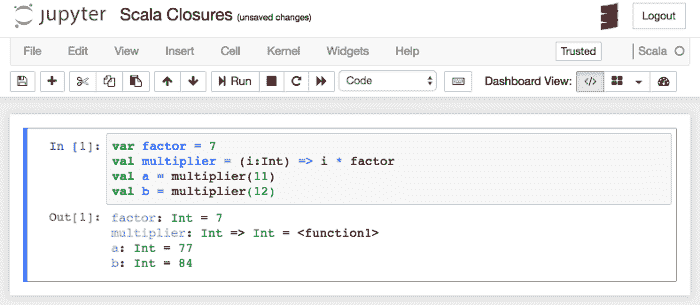 jupyter Scala Closures (unsaved changes)
Logout
File Edit View Insert Cell Kernel Widgets Help Trusted Scala
Run Code Dashboard View: </>
In [1]: var factor = 7
val multiplier = (i:Int) => i * factor
val a = multiplier(11)
val b = multiplier(12)
Out[1]: factor: Int = 7
multiplier: Int => Int = <function1>
a: Int = 77
b: Int = 84